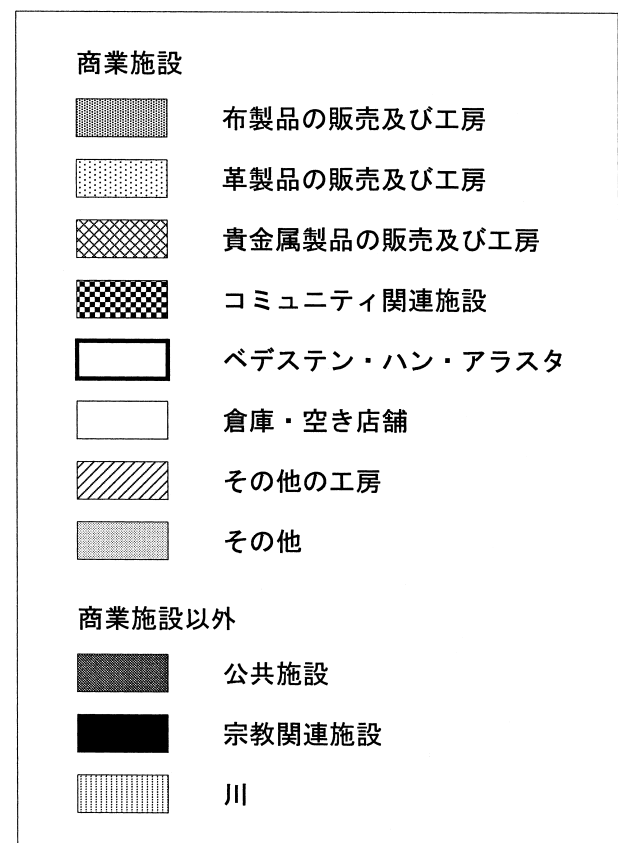 商業施設
布製品の販売及び工房
革製品の販売及び工房
貴金属製品の販売及び工房
コミュニティ関連施設
ベデステン・ハン・アラスタ
倉庫・空き店舗
その他の工房
その他
商業施設以外
公共施設
宗教関連施設
川